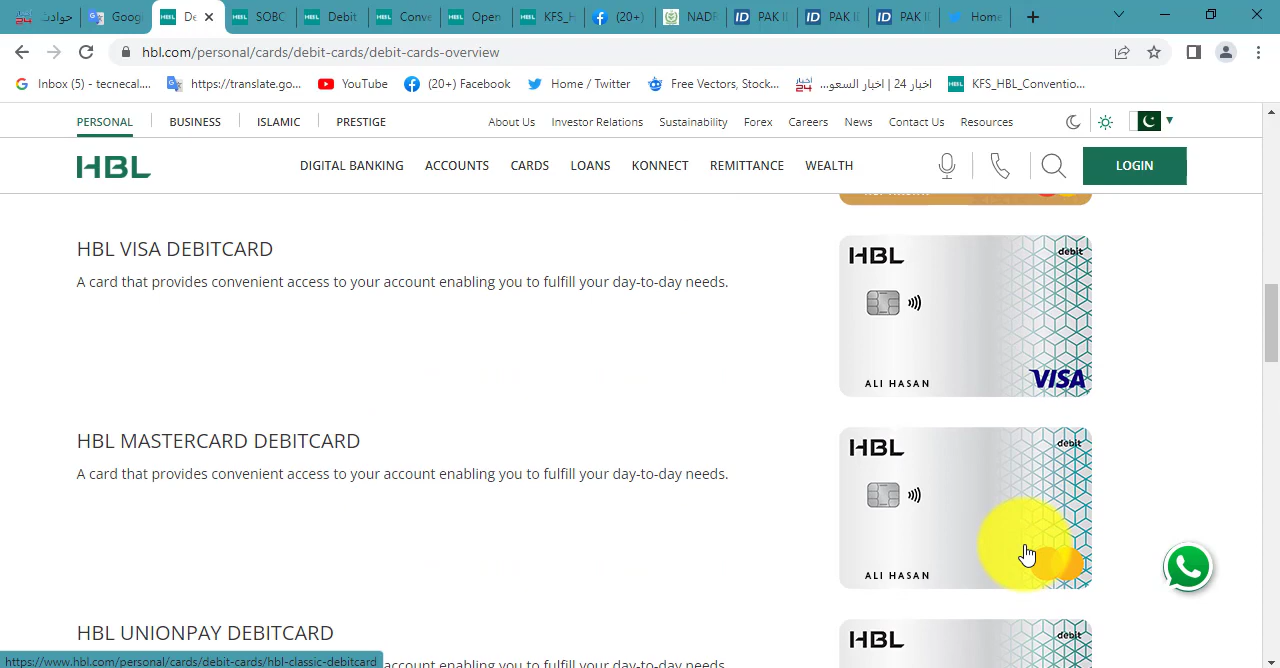 حوادث
Goog
De
SOBC
Debit
Conve
Open
KFS_H
(20+)
NADR
PAK I
PAK I
PAK I
Home
hbl.com/personal/cards/debit-cards/debit-cards-overview
Inbox (5) - tecnecal....
https://translate.go...
YouTube
(20+) Facebook
Home / Twitter
Free Vectors, Stock...
اخبار 24 | اخبار السعو...
KFS_HBL_Conventio...
PERSONAL
BUSINESS
ISLAMIC
PRESTIGE
About Us
Investor Relations
Sustainability
Forex
Careers
News
Contact Us
Resources
HBL
DIGITAL BANKING
ACCOUNTS
CARDS
LOANS
KONNECT
REMITTANCE
WEALTH
LOGIN
HBL VISA DEBITCARD
A card that provides convenient access to your account enabling you to fulfill your day-to-day needs.
HBL
debit
ALI HASAN
VISA
HBL MASTERCARD DEBITCARD
A card that provides convenient access to your account enabling you to fulfill your day-to-day needs.
HBL
debit
ALI HASAN
HBL UNIONPAY DEBITCARD
HBL
debit
https://www.hbl.com/personal/cards/debit-cards/hbl-classic-debitcard
access to your account enabling you to fulfill your day-to-day needs.